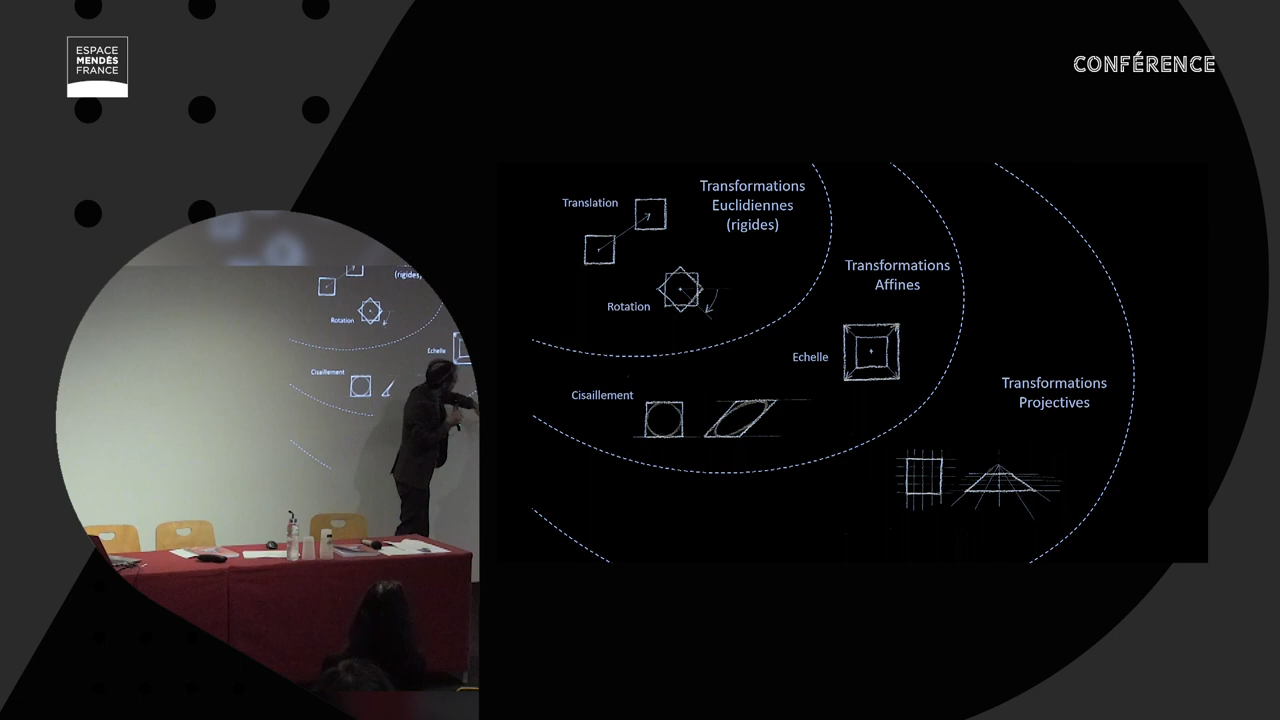 ESPACE
MENDÈS
FRANCE
CONFÉRENCE
Transformations
Euclidiennes
(rigides)
Translation
Rotation
Transformations
Affines
Echelle
Cisaillement
Transformations
Projectives
(rigides)
Rotation
Echelle
Cisaillement